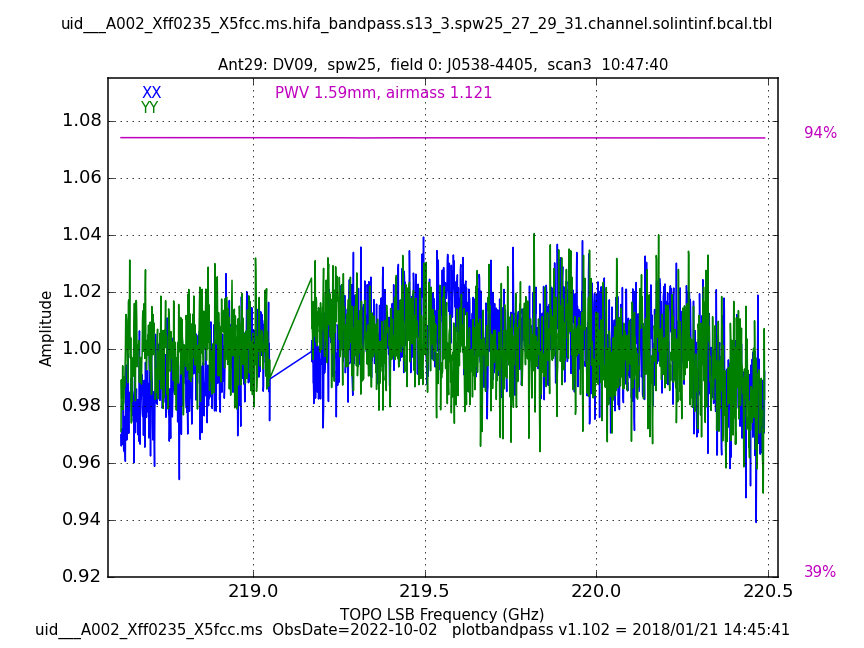 uid___A002_Xff0235_X5fcc.ms.hifa_bandpass.s13_3.spw25_27_29_31.channel.solintinf.bcal.tbl
Ant29: DV09,  spw25,  field 0: J0538-4405,  scan3  10:47:40
XX
PWV 1.59mm, airmass 1.121
YY
1.08
94%
1.06
1.04
1.02
Amplitude
1.00
0.98
0.96
0.94
0.92
39%
219.0 219.5 220.0 220.5
TOPO LSB Frequency (GHz)
uid___A002_Xff0235_X5fcc.ms  ObsDate=2022-10-02   plotbandpass v1.102 = 2018/01/21 14:45:41